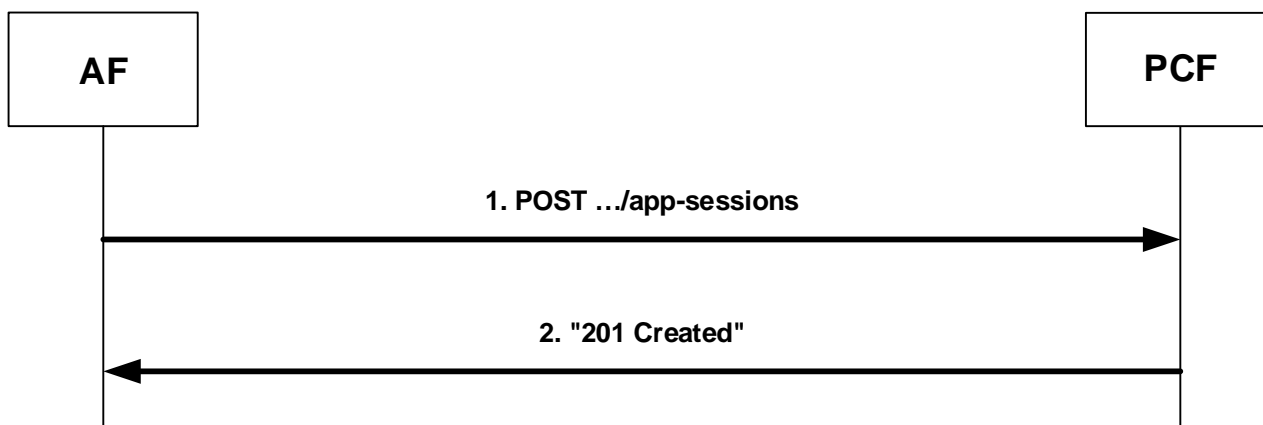 AF
PCF
1. POST …/app-sessions
2. "201 Created"